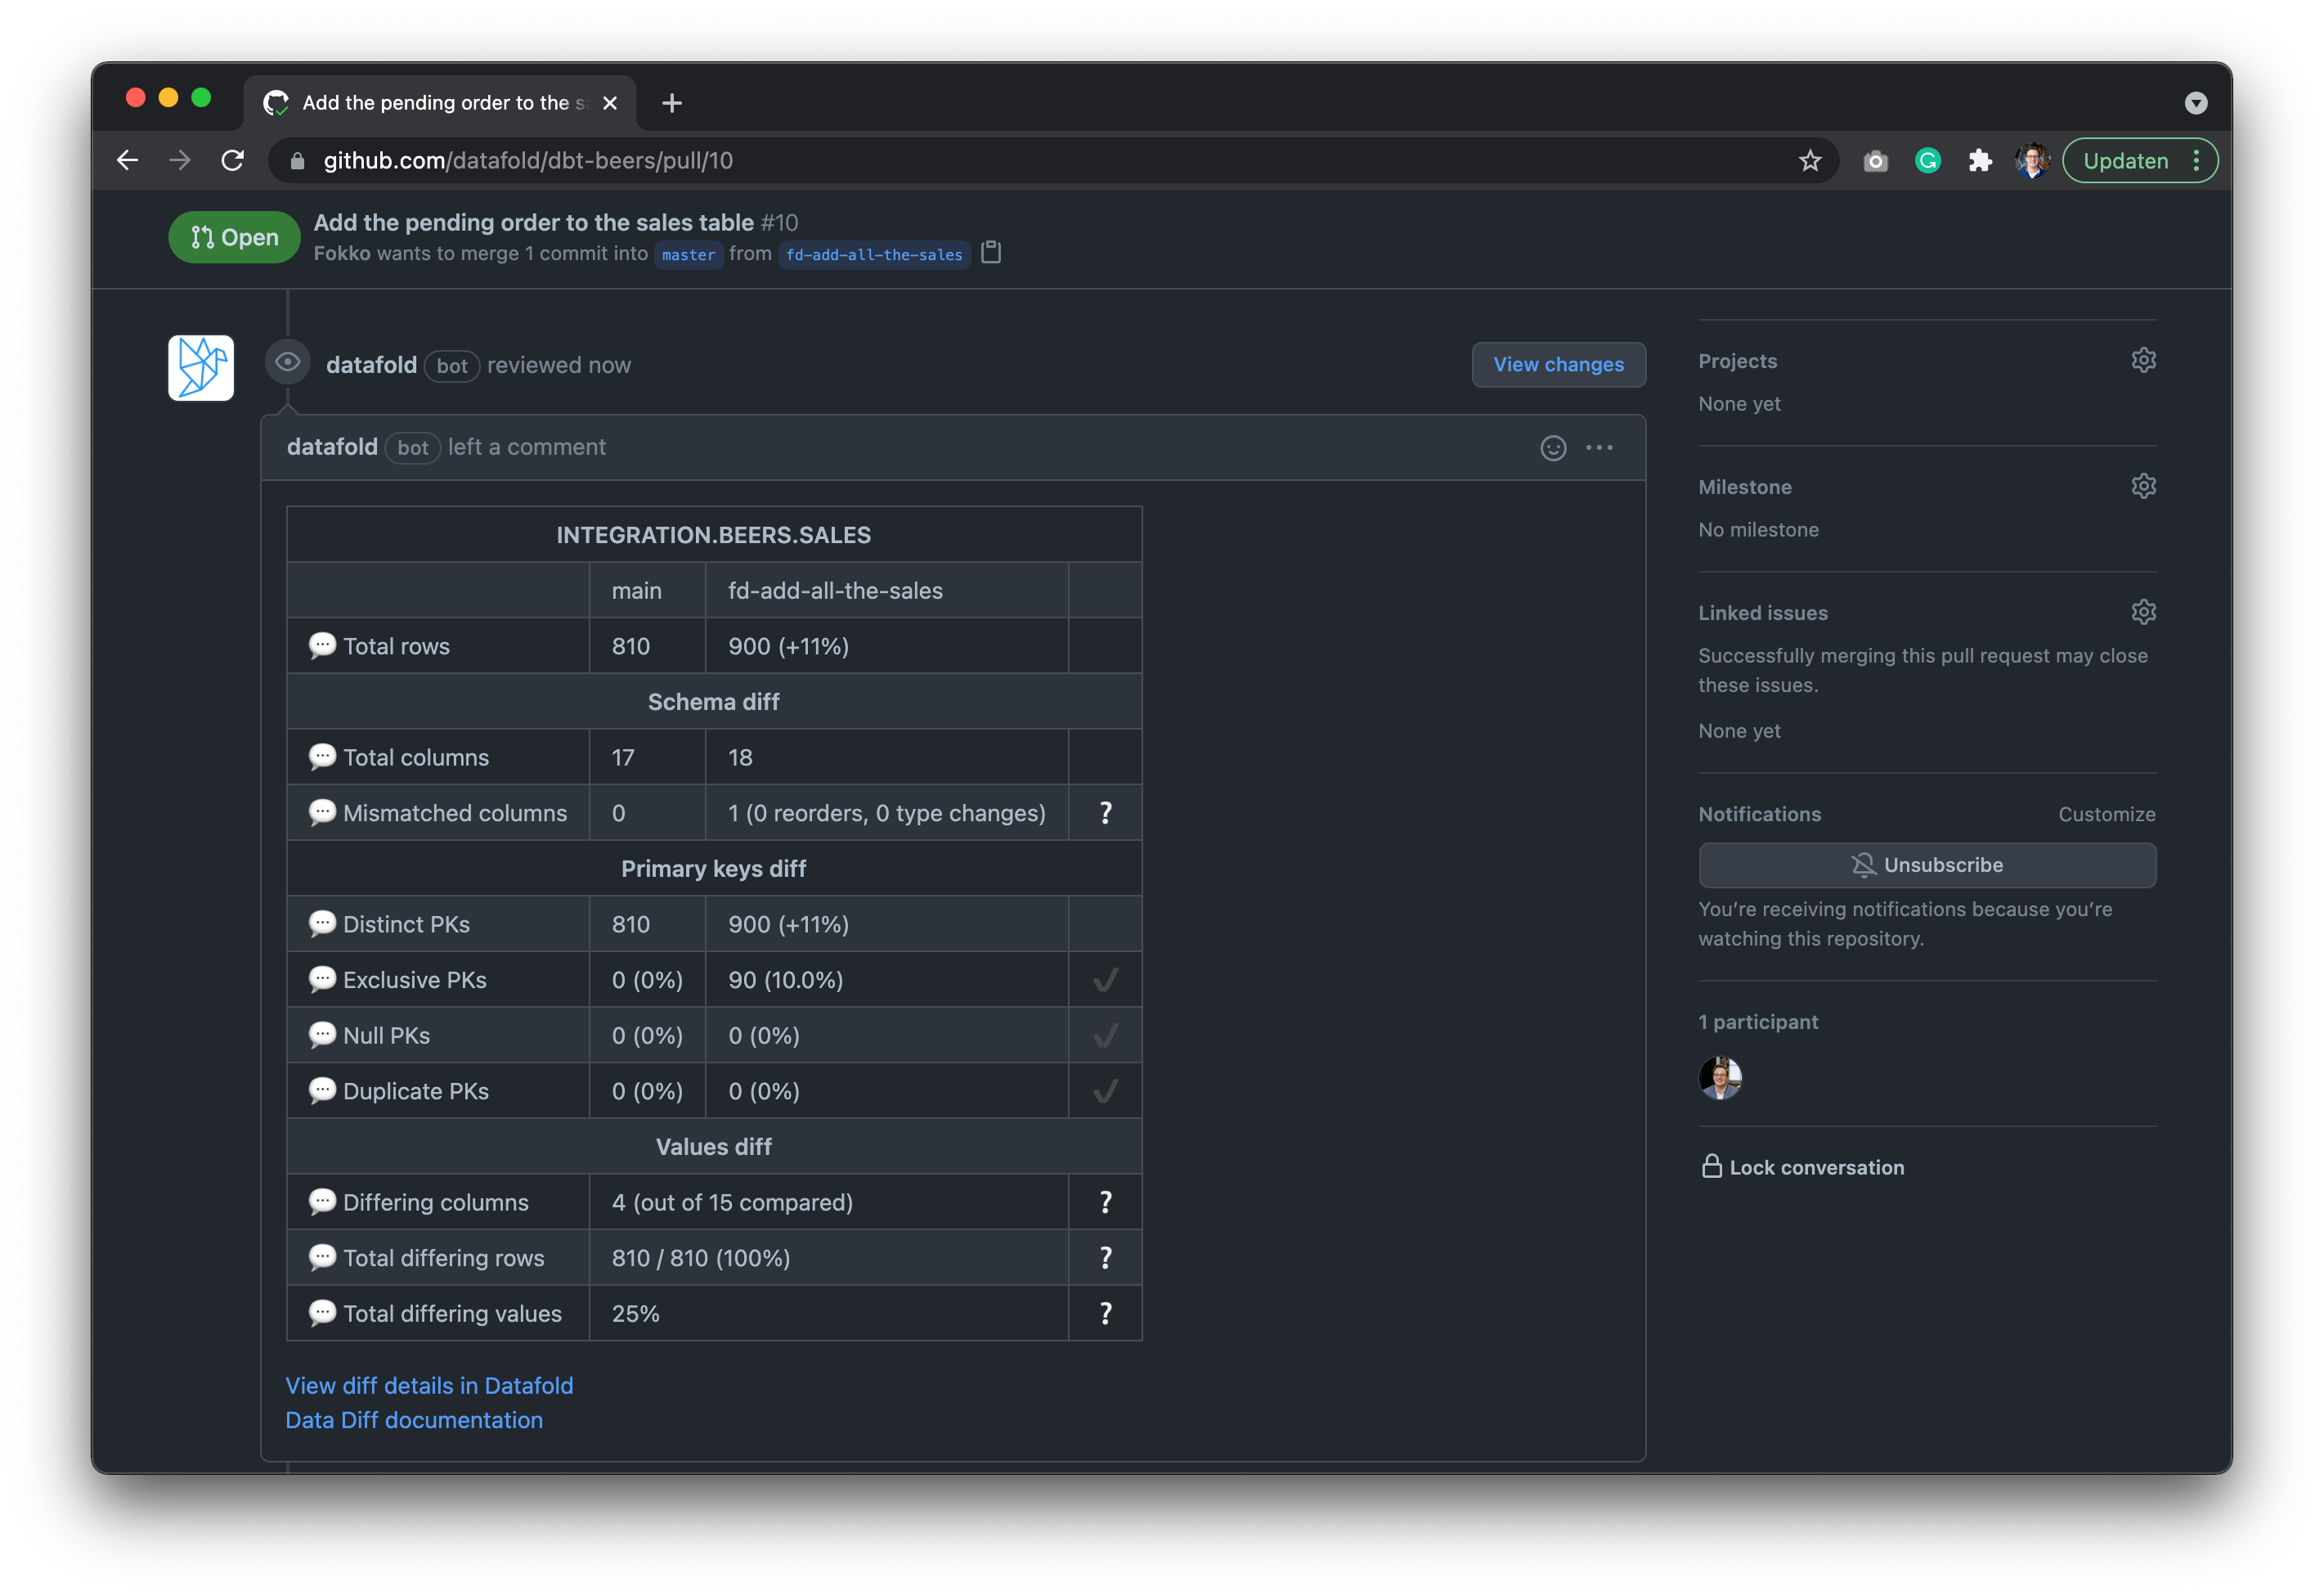 Add the pending order to the s
github.com/datafold/dbt-beers/pull/10
Updaten
Open
Add the pending order to the sales table #10
Fokko wants to merge 1 commit into master from fd-add-all-the-sales
datafold bot reviewed now
View changes
datafold bot left a comment
INTEGRATION.BEERS.SALES
main fd-add-all-the-sales
Total rows 810 900 (+11%)
Schema diff
Total columns 17 18
Mismatched columns 0 1 (0 reorders, 0 type changes) ?
Primary keys diff
Distinct PKs 810 900 (+11%)
Exclusive PKs 0 (0%) 90 (10.0%) ✔
Null PKs 0 (0%) 0 (0%) ✔
Duplicate PKs 0 (0%) 0 (0%) ✔
Values diff
Differing columns 4 (out of 15 compared) ?
Total differing rows 810 / 810 (100%) ?
Total differing values 25% ?
View diff details in Datafold
Data Diff documentation
Projects
None yet
Milestone
No milestone
Linked issues
Successfully merging this pull request may close
these issues.
None yet
Notifications Customize
Unsubscribe
You’re receiving notifications because you’re
watching this repository.
1 participant
Lock conversation